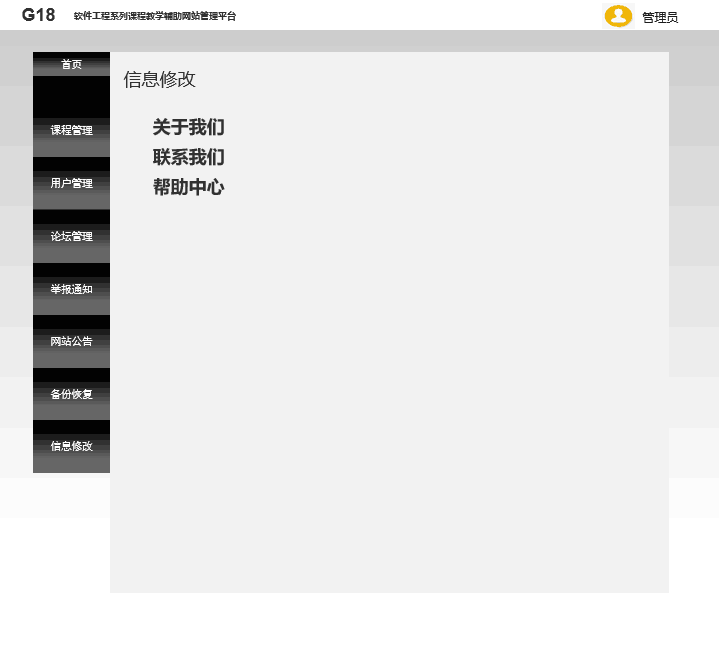 G18 软件工程系列课程教学辅助网站管理平台 管理员
首页
信息修改
课程管理
用户管理
论坛管理
举报通知
网站公告
备份恢复
信息修改
关于我们
联系我们
帮助中心